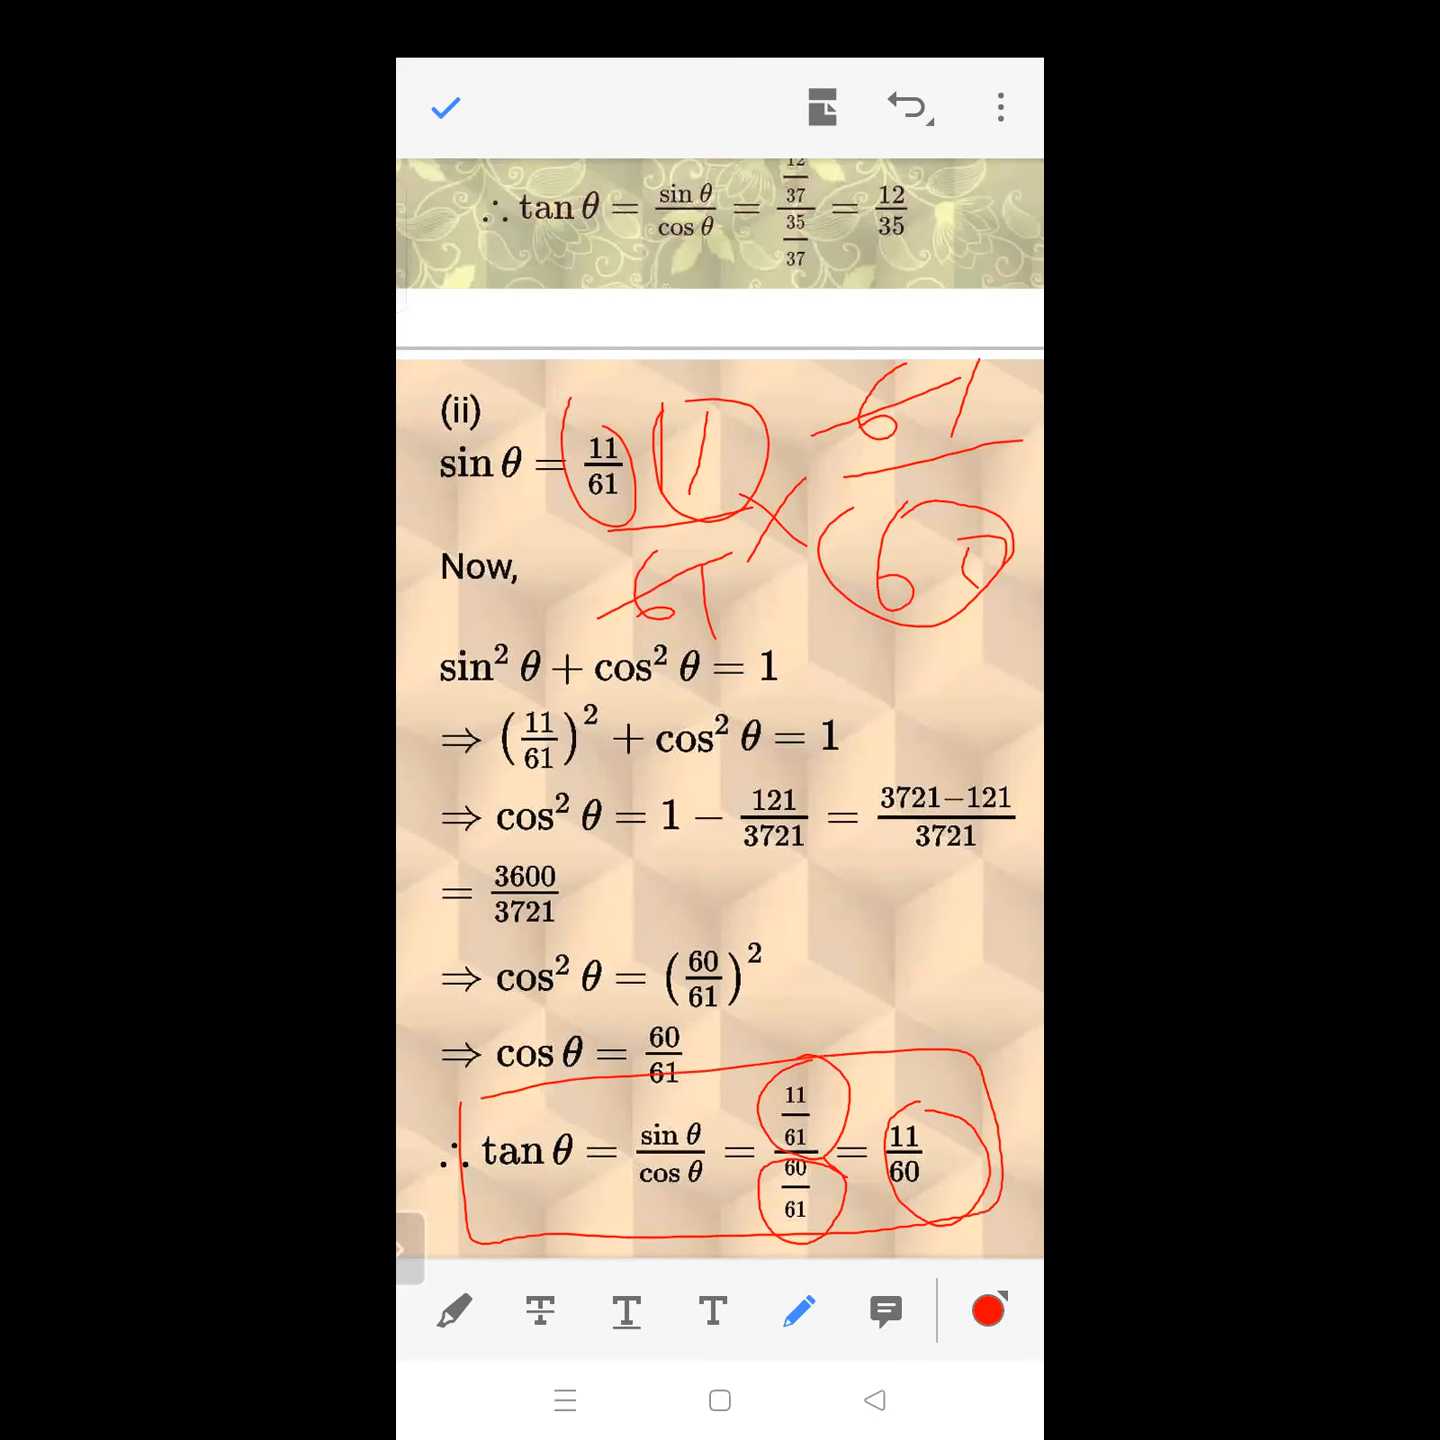 ∴ tan θ = sin θ / cos θ = (12/37) / (35/37) = 12/35
(ii)
sin θ = 11/61
1/61 × 61/60
Now,
sin² θ + cos² θ = 1
⇒ (11/61)² + cos² θ = 1
⇒ cos² θ = 1 − 121/3721 = 3721−121/3721
= 3600/3721
⇒ cos² θ = (60/61)²
⇒ cos θ = 60/61
∴ tan θ = sin θ / cos θ = (11/61) / (60/61) = 11/60
T T T